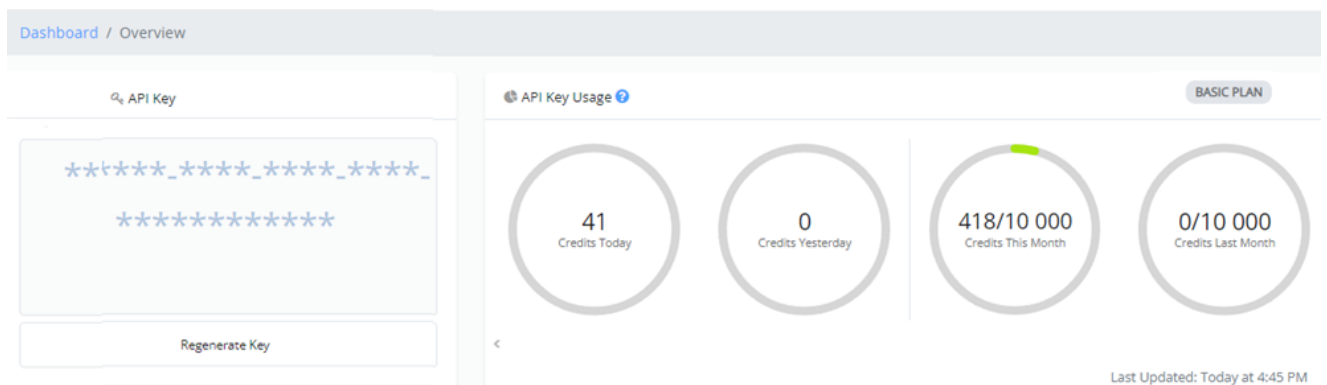 Dashboard / Overview
API Key
******-****-****-****-
************
Regenerate Key
API Key Usage
BASIC PLAN
41
Credits Today
0
Credits Yesterday
418/10 000
Credits This Month
0/10 000
Credits Last Month
Last Updated: Today at 4:45 PM